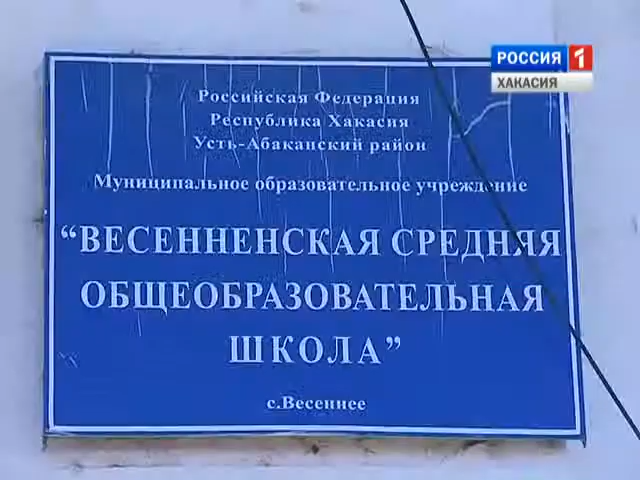 РОССИЯ 1
ХАКАСИЯ
Российская Федерация
Республика Хакасия
Усть-Абаканский район
Муниципальное образовательное учреждение
“ВЕСЕННЕНСКАЯ СРЕДНЯЯ
ОБЩЕОБРАЗОВАТЕЛЬНАЯ
ШКОЛА”
с.Весеннее